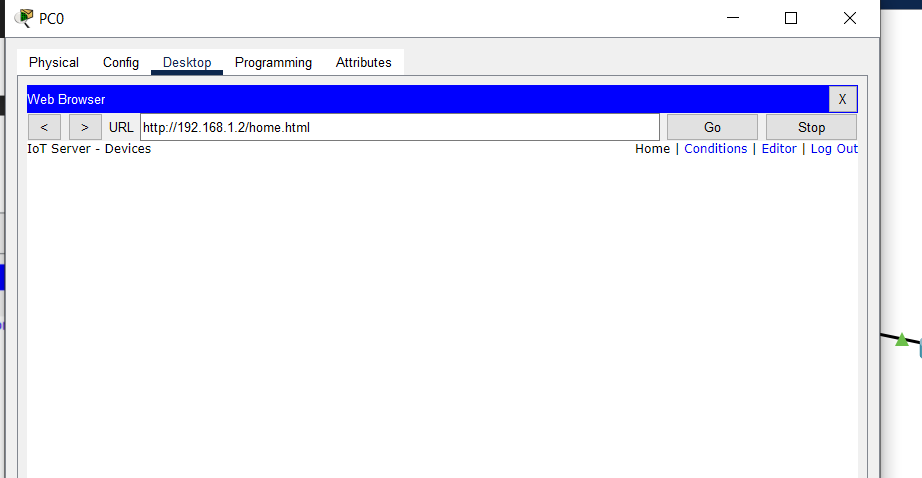 PC0
Physical Config Desktop Programming Attributes
Web Browser X
< > URL http://192.168.1.2/home.html Go Stop
IoT Server - Devices Home | Conditions | Editor | Log Out